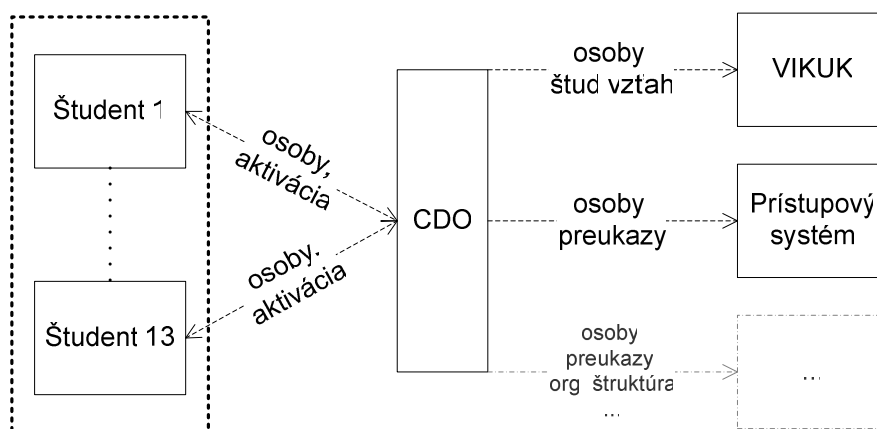 Študent 1
Študent 13
osoby,
aktivácia
osoby,
aktivácia
CDO
osoby
štud vzťah
osoby
preukazy
osoby
preukazy
org štruktúra
...
VIKUK
Prístupový
systém
...